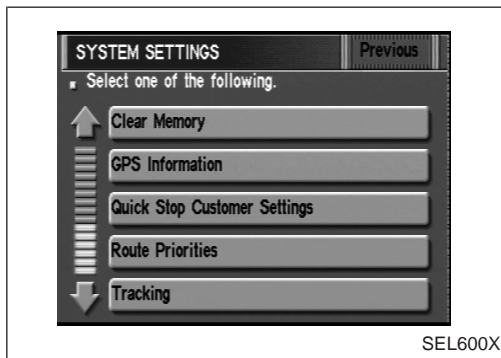 SYSTEM SETTINGS
Previous
Select one of the following.
Clear Memory
GPS Information
Quick Stop Customer Settings
Route Priorities
Tracking
SEL600X